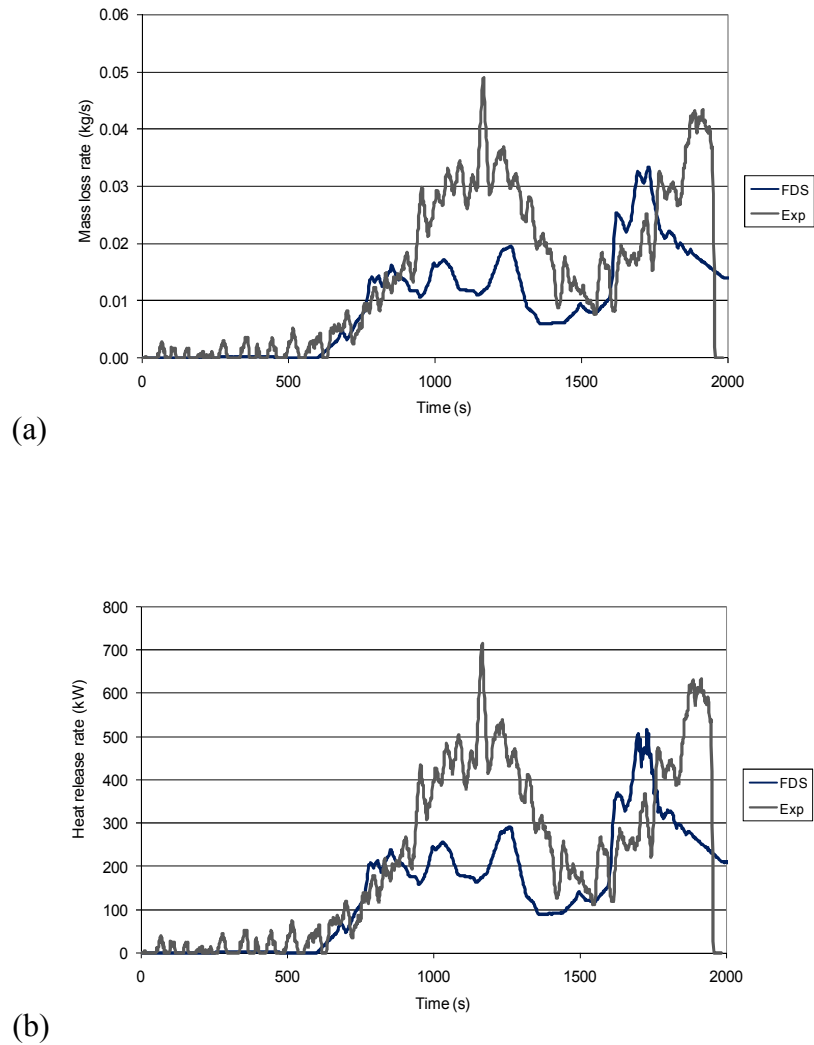 0.06
0.05
0.04
0.03
0.02
0.01
0.00
Mass loss rate (kg/s)
0 500 1000 1500 2000
Time (s)
FDS
Exp
(a)
800
700
600
500
400
300
200
100
0
Heat release rate (kW)
0 500 1000 1500 2000
Time (s)
FDS
Exp
(b)